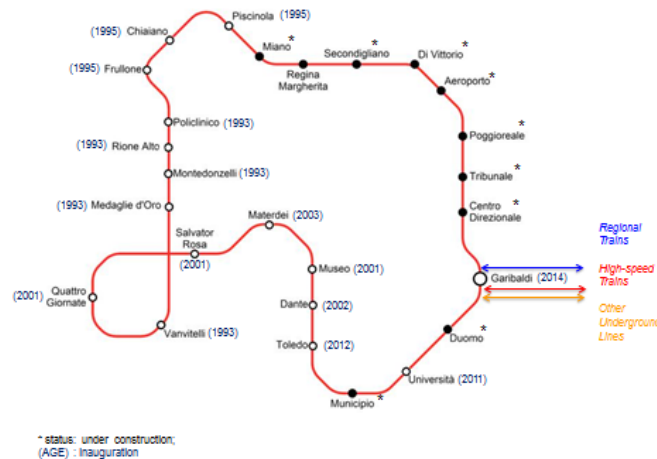 Piscinola (1995)
(1995) Chiaiano
Miano*
Secondigliano*
Di Vittorio*
Regina
Margherita
(1995) Frullone
Aeroporto*
Policlinico (1993)
Poggioreale*
(1993) Rione Alto
Montedonzelli (1993)
Tribunale*
(1993) Medaglie d'Oro
Materdei (2003)
Centro*
Direzionale
Salvator
Rosa
(2001)
Regional
Trains
Museo (2001)
Garibaldi (2014)
High-speed
Trains
(2001) Quattro
Giornate
Dante (2002)
Other
Underground
Lines
Vanvitelli (1993)
Duomo*
Toledo (2012)
Università (2011)
Municipio*
* status: under construction;
(AGE) : Inauguration